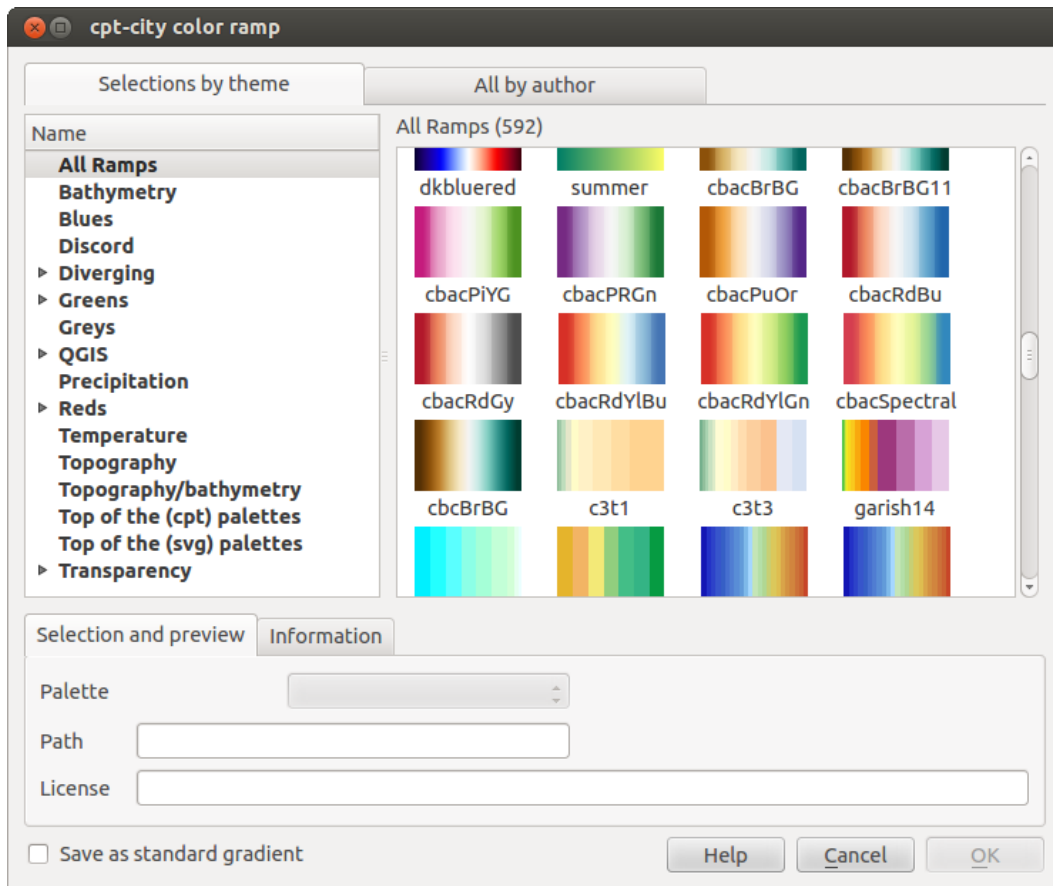 cpt-city color ramp
Selections by theme
All by author
Name
All Ramps
Bathymetry
Blues
Discord
Diverging
Greens
Greys
QGIS
Precipitation
Reds
Temperature
Topography
Topography/bathymetry
Top of the (cpt) palettes
Top of the (svg) palettes
Transparency
All Ramps (592)
dkbluered summer cbacBrBG cbacBrBG11
cbacPiYG cbacPRGn cbacPuOr cbacRdBu
cbacRdGy cbacRdYlBu cbacRdYlGn cbacSpectral
cbcBrBG c3t1 c3t3 garish14
Selection and preview
Information
Palette
Path
License
Save as standard gradient
Help
Cancel
OK